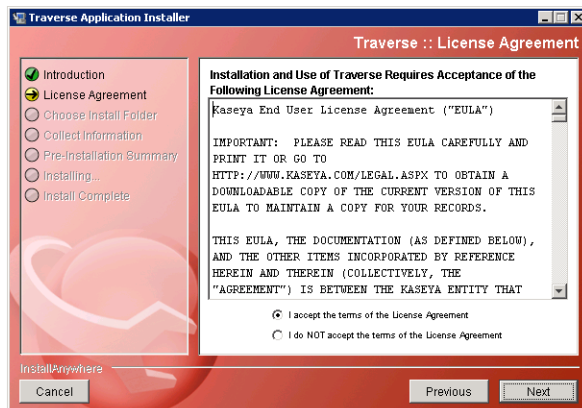 Traverse Application Installer
Traverse :: License Agreement
Introduction
License Agreement
Choose Install Folder
Collect Information
Pre-Installation Summary
Installing...
Install Complete
Installation and Use of Traverse Requires Acceptance of the
Following License Agreement:
Kaseya End User License Agreement ("EULA")
IMPORTANT:  PLEASE READ THIS EULA CAREFULLY AND
PRINT IT OR GO TO
HTTP://WWW.KASEYA.COM/LEGAL.ASPX TO OBTAIN A
DOWNLOADABLE COPY OF THE CURRENT VERSION OF THIS
EULA TO MAINTAIN A COPY FOR YOUR RECORDS.
THIS EULA, THE DOCUMENTATION (AS DEFINED BELOW),
AND THE OTHER ITEMS INCORPORATED BY REFERENCE
HEREIN AND THEREIN (COLLECTIVELY, THE
"AGREEMENT") IS BETWEEN THE KASEYA ENTITY THAT
I accept the terms of the License Agreement
I do NOT accept the terms of the License Agreement
InstallAnywhere
Cancel
Previous
Next